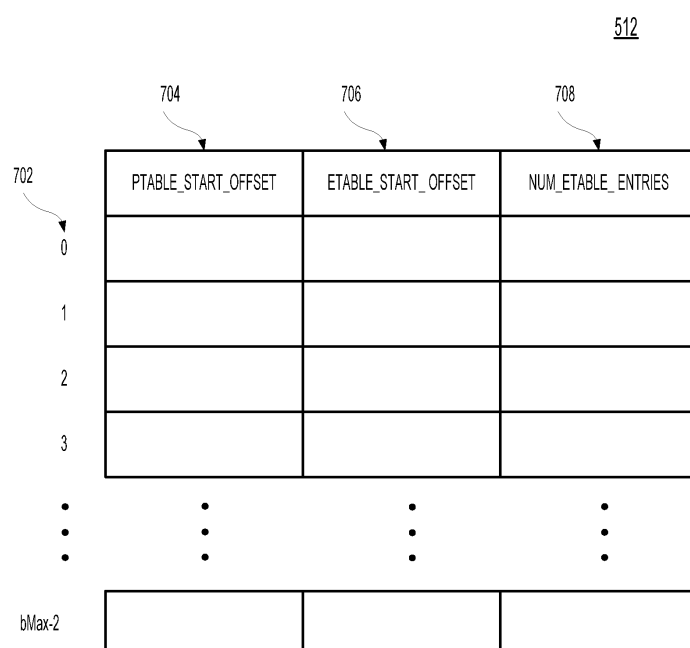 512
704 706 708
702
PTABLE_START_OFFSET ETABLE_START_ OFFSET NUM_ETABLE_ ENTRIES
0
1
2
3
bMax-2